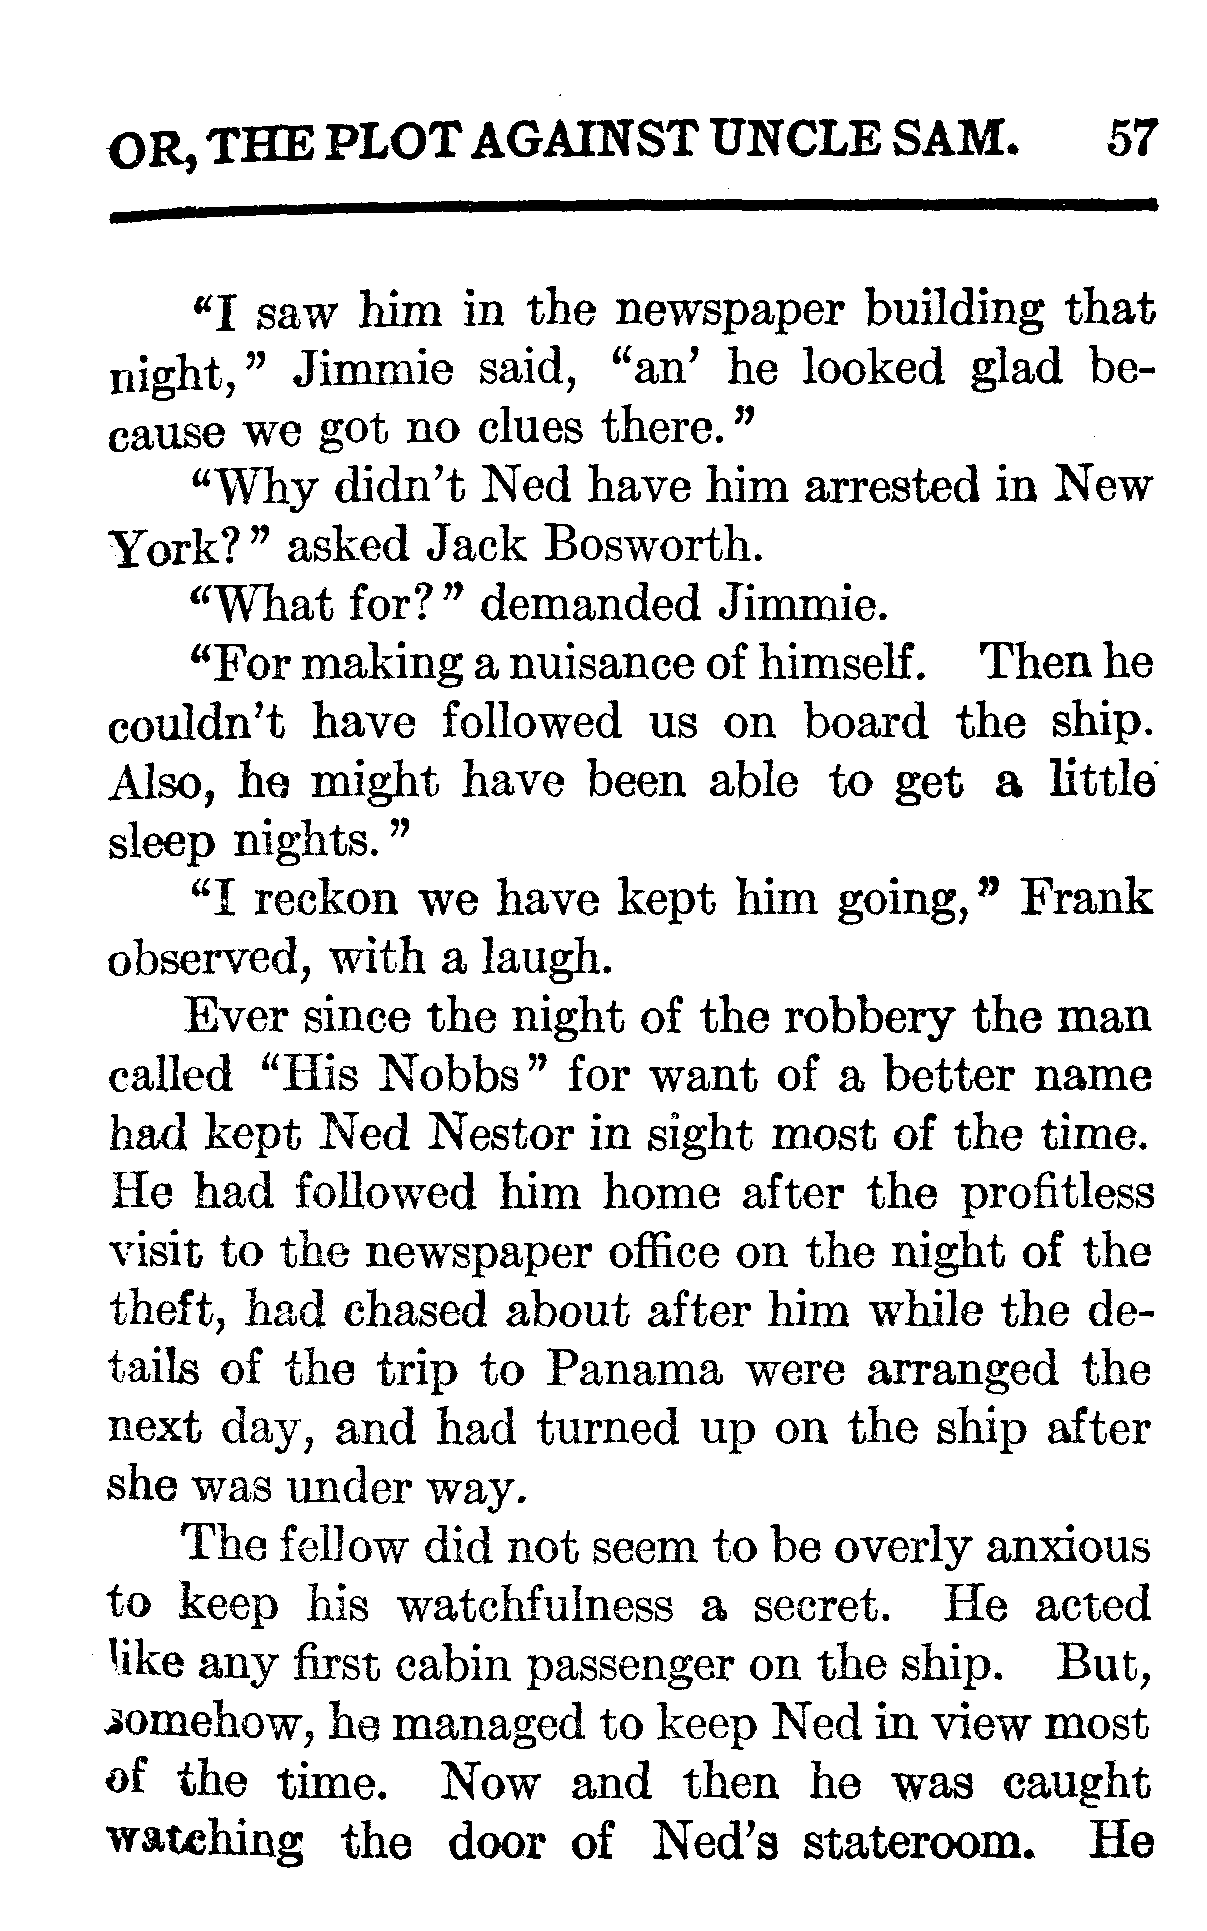 OR, THE PLOT AGAINST UNCLE SAM. 57
"I saw him in the newspaper building that
night," Jimmie said, "an' he looked glad be-
cause we got no clues there."
"Why didn't Ned have him arrested in New
York?" asked Jack Bosworth.
"What for?" demanded Jimmie.
"For making a nuisance of himself. Then he
couldn't have followed us on board the ship.
Also, he might have been able to get a little
sleep nights."
"I reckon we have kept him going," Frank
observed, with a laugh.
Ever since the night of the robbery the man
called "His Nobbs" for want of a better name
had kept Ned Nestor in sight most of the time.
He had followed him home after the profitless
visit to the newspaper office on the night of the
theft, had chased about after him while the de-
tails of the trip to Panama were arranged the
next day, and had turned up on the ship after
she was under way.
The fellow did not seem to be overly anxious
to keep his watchfulness a secret. He acted
like any first cabin passenger on the ship. But,
somehow, he managed to keep Ned in view most
of the time. Now and then he was caught
watching the door of Ned's stateroom. He